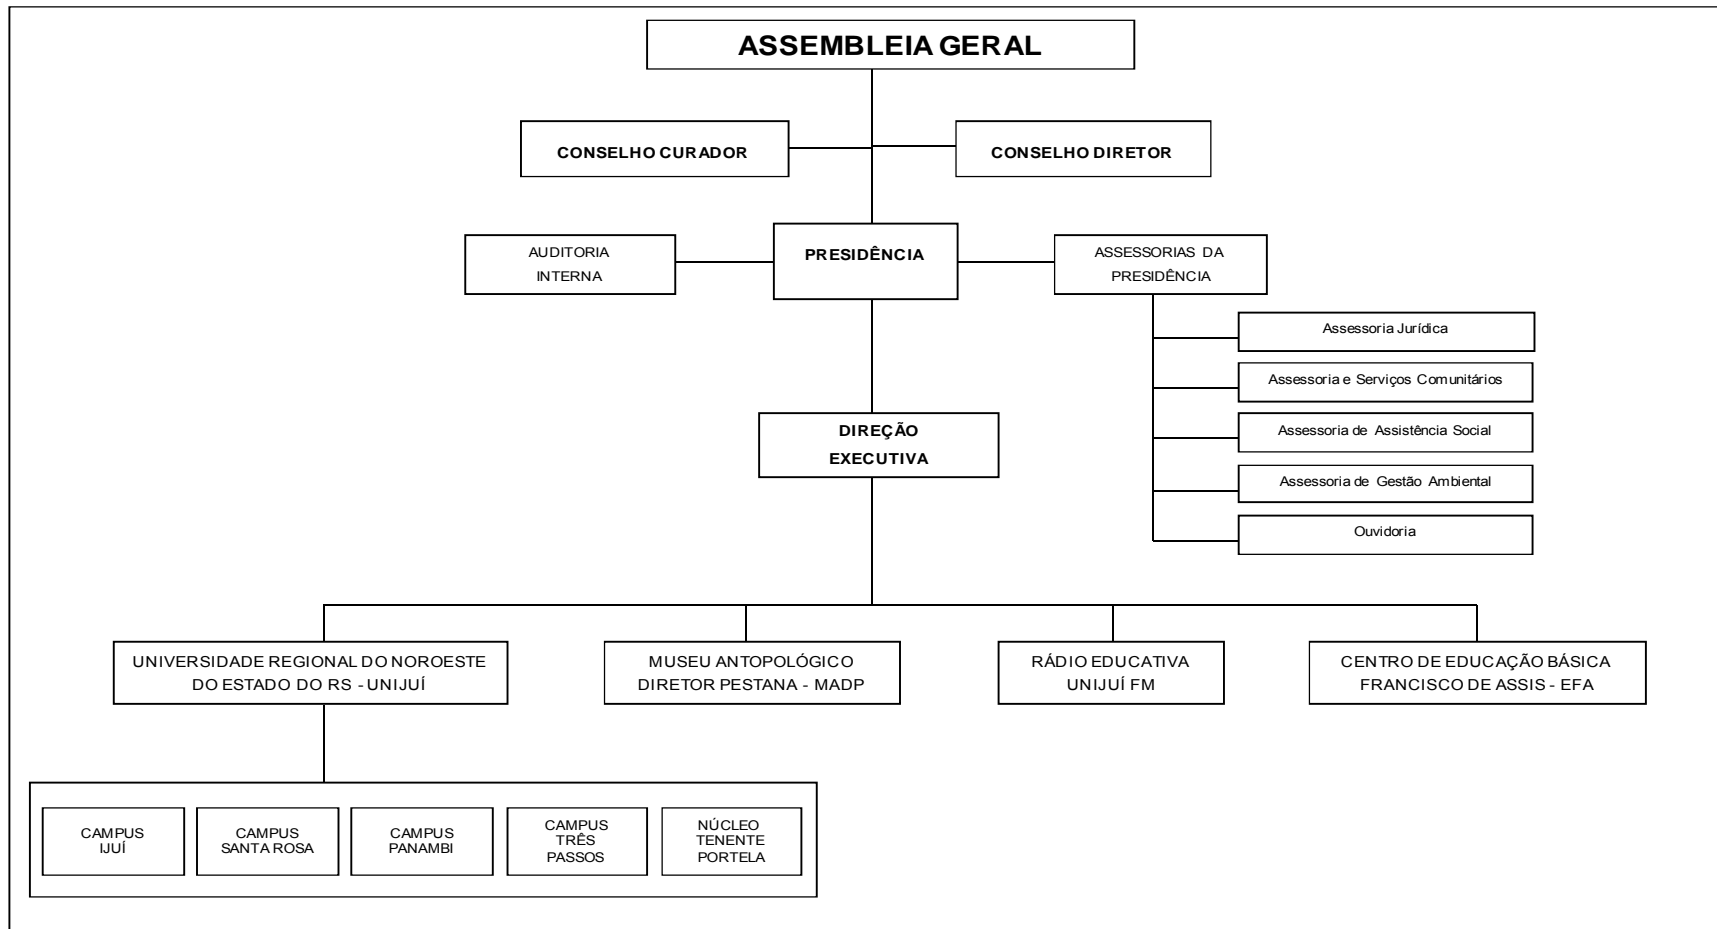 ASSEMBLEIA GERAL
CONSELHO CURADOR
CONSELHO DIRETOR
AUDITORIA
INTERNA
PRESIDÊNCIA
ASSESSORIAS DA
PRESIDÊNCIA
Assessoria Jurídica
Assessoria e Serviços Comunitários
Assessoria de Assistência Social
Assessoria de Gestão Ambiental
Ouvidoria
DIREÇÃO
EXECUTIVA
UNIVERSIDADE REGIONAL DO NOROESTE
DO ESTADO DO RS - UNIJUÍ
MUSEU ANTOPOLÓGICO
DIRETOR PESTANA - MADP
RÁDIO EDUCATIVA
UNIJUÍ FM
CENTRO DE EDUCAÇÃO BÁSICA
FRANCISCO DE ASSIS - EFA
CAMPUS
IJUÍ
CAMPUS
SANTA ROSA
CAMPUS
PANAMBI
CAMPUS
TRÊS
PASSOS
NÚCLEO
TENENTE
PORTELA